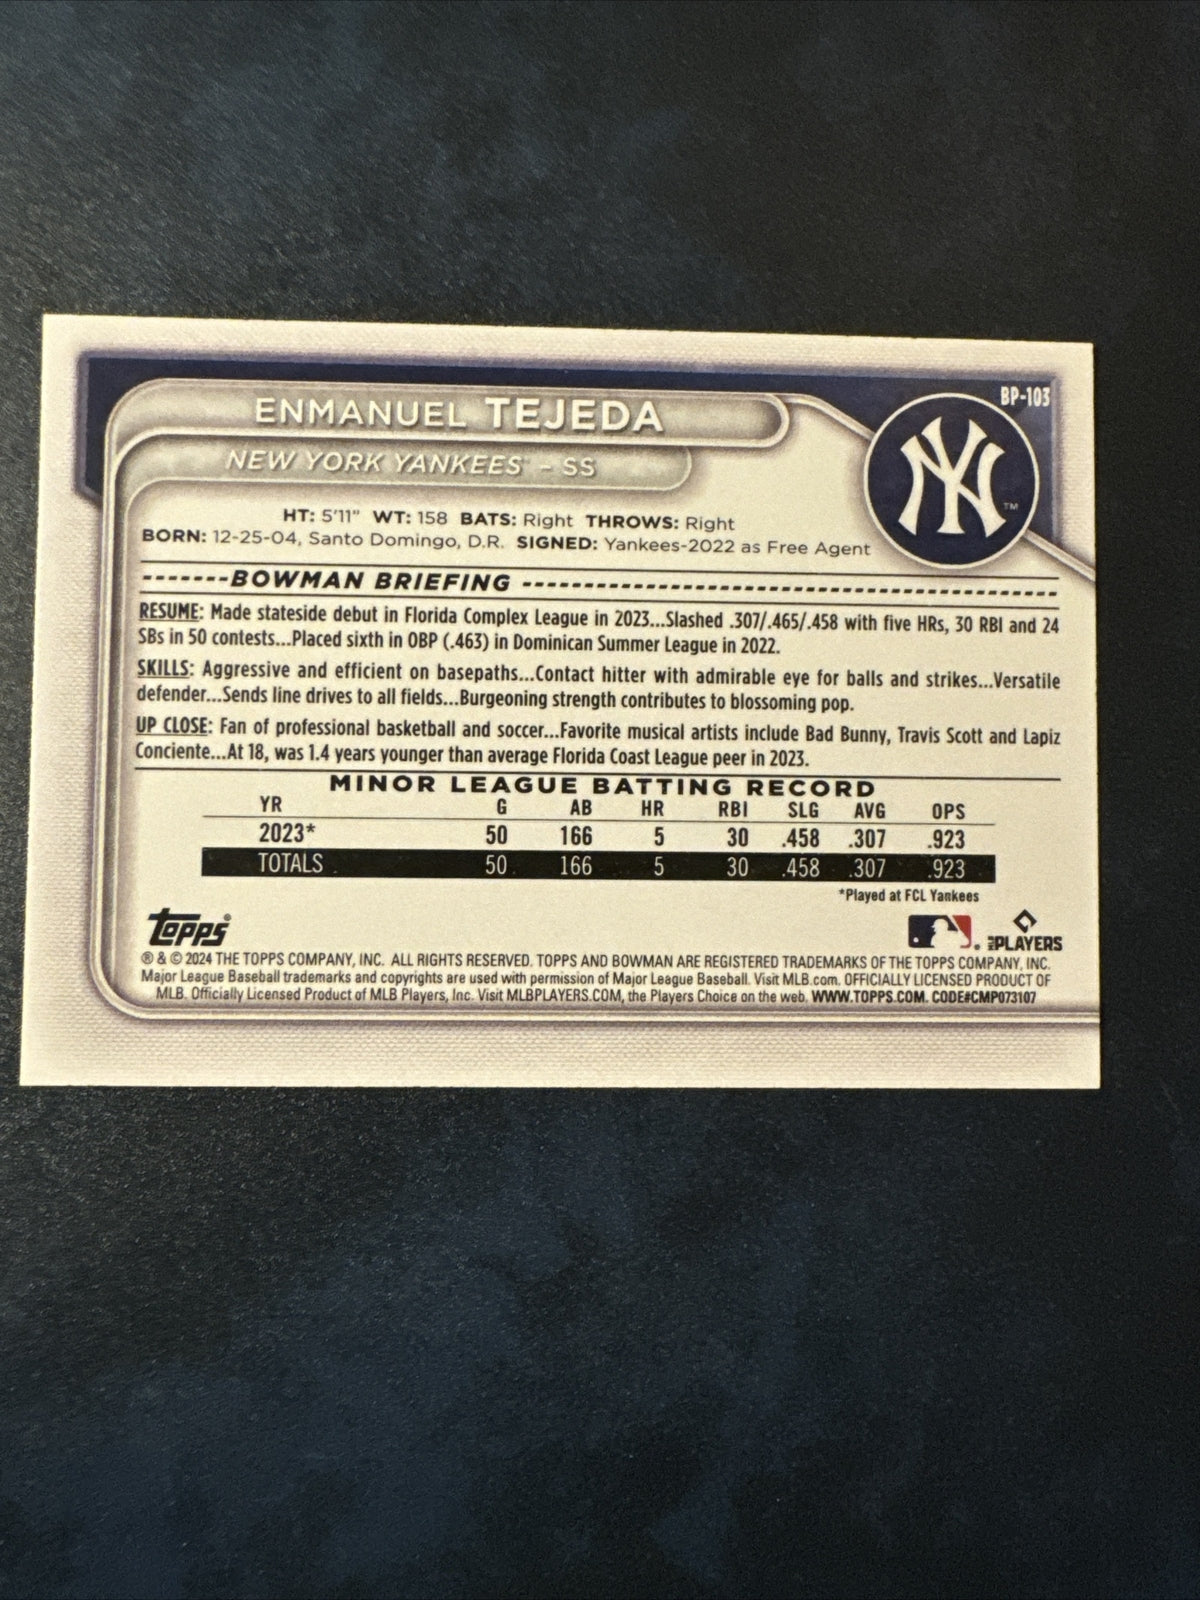 BP-103
ENMANUEL TEJEDA
NEW YORK YANKEES - SS
NY ™
HT: 5'11" WT: 158 BATS: Right THROWS: Right
BORN: 12-25-04, Santo Domingo, D.R. SIGNED: Yankees-2022 as Free Agent
-------BOWMAN BRIEFING ----------------------------------------
RESUME: Made stateside debut in Florida Complex League in 2023...Slashed .307/.465/.458 with five HRs, 30 RBI and 24
SBs in 50 contests...Placed sixth in OBP (.463) in Dominican Summer League in 2022.
SKILLS: Aggressive and efficient on basepaths...Contact hitter with admirable eye for balls and strikes...Versatile
defender...Sends line drives to all fields...Burgeoning strength contributes to blossoming pop.
UP CLOSE: Fan of professional basketball and soccer...Favorite musical artists include Bad Bunny, Travis Scott and Lapiz
Conciente...At 18, was 1.4 years younger than average Florida Coast League peer in 2023.
MINOR LEAGUE BATTING RECORD
YR G AB HR RBI SLG AVG OPS
2023* 50 166 5 30 .458 .307 .923
TOTALS 50 166 5 30 .458 .307 .923
*Played at FCL Yankees
Topps® MLB PLAYERS
® & © 2024 THE TOPPS COMPANY, INC. ALL RIGHTS RESERVED. TOPPS AND BOWMAN ARE REGISTERED TRADEMARKS OF THE TOPPS COMPANY, INC.
Major League Baseball trademarks and copyrights are used with permission of Major League Baseball. Visit MLB.com. OFFICIALLY LICENSED PRODUCT OF
MLB. Officially Licensed Product of MLB Players, Inc. Visit MLBPLAYERS.COM, the Players Choice on the web. WWW.TOPPS.COM. CODE#CMP073107